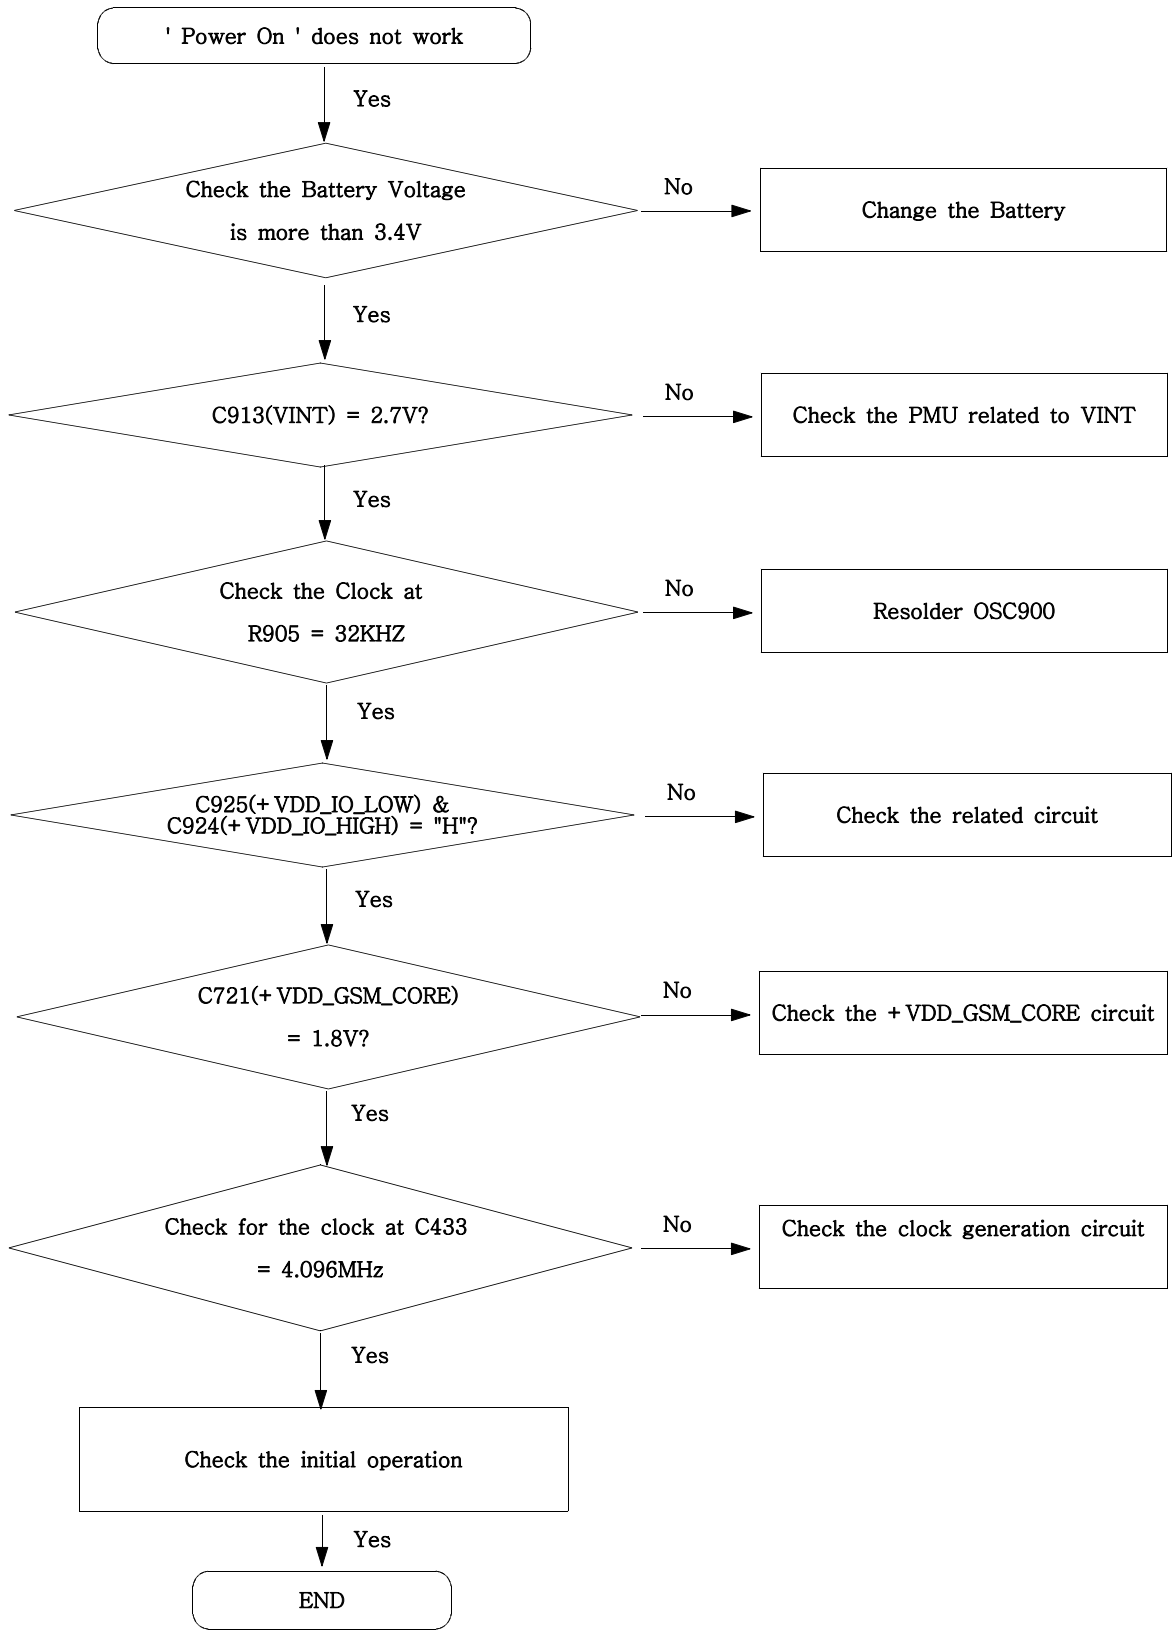 ' Power On ' does not work
Yes
Check the Battery Voltage
is more than 3.4V
No
Change the Battery
Yes
C913(VINT) = 2.7V?
No
Check the PMU related to VINT
Yes
Check the Clock at
R905 = 32KHZ
No
Resolder OSC900
Yes
C925(+VDD_IO_LOW) &
C924(+VDD_IO_HIGH) = "H"?
No
Check the related circuit
Yes
C721(+VDD_GSM_CORE)
= 1.8V?
No
Check the +VDD_GSM_CORE circuit
Yes
Check for the clock at C433
= 4.096MHz
No
Check the clock generation circuit
Yes
Check the initial operation
Yes
END